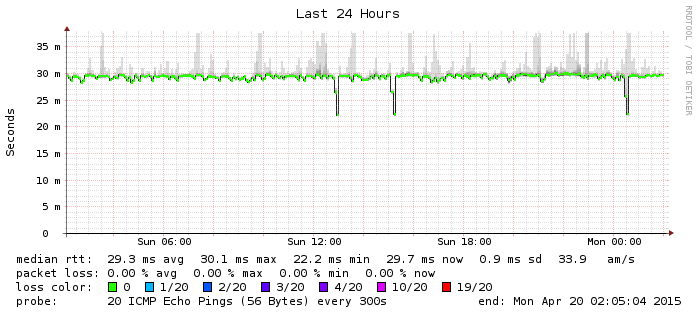 Last 24 Hours
RRDTOOL / TOBI OETIKER
Seconds
35 m
30 m
25 m
20 m
15 m
10 m
5 m
0
Sun 06:00 Sun 12:00 Sun 18:00 Mon 00:00
median rtt: 29.3 ms avg 30.1 ms max 22.2 ms min 29.7 ms now 0.9 ms sd 33.9 am/s
packet loss: 0.00 % avg 0.00 % max 0.00 % min 0.00 % now
loss color: 0 1/20 2/20 3/20 4/20 10/20 19/20
probe: 20 ICMP Echo Pings (56 Bytes) every 300s end: Mon Apr 20 02:05:04 2015